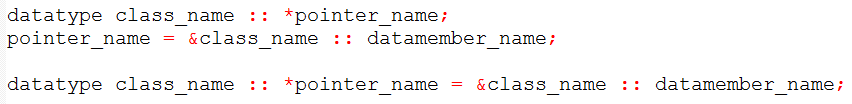 datatype class_name :: *pointer_name;
pointer_name = &class_name :: datamember_name;
datatype class_name :: *pointer_name = &class_name :: datamember_name;